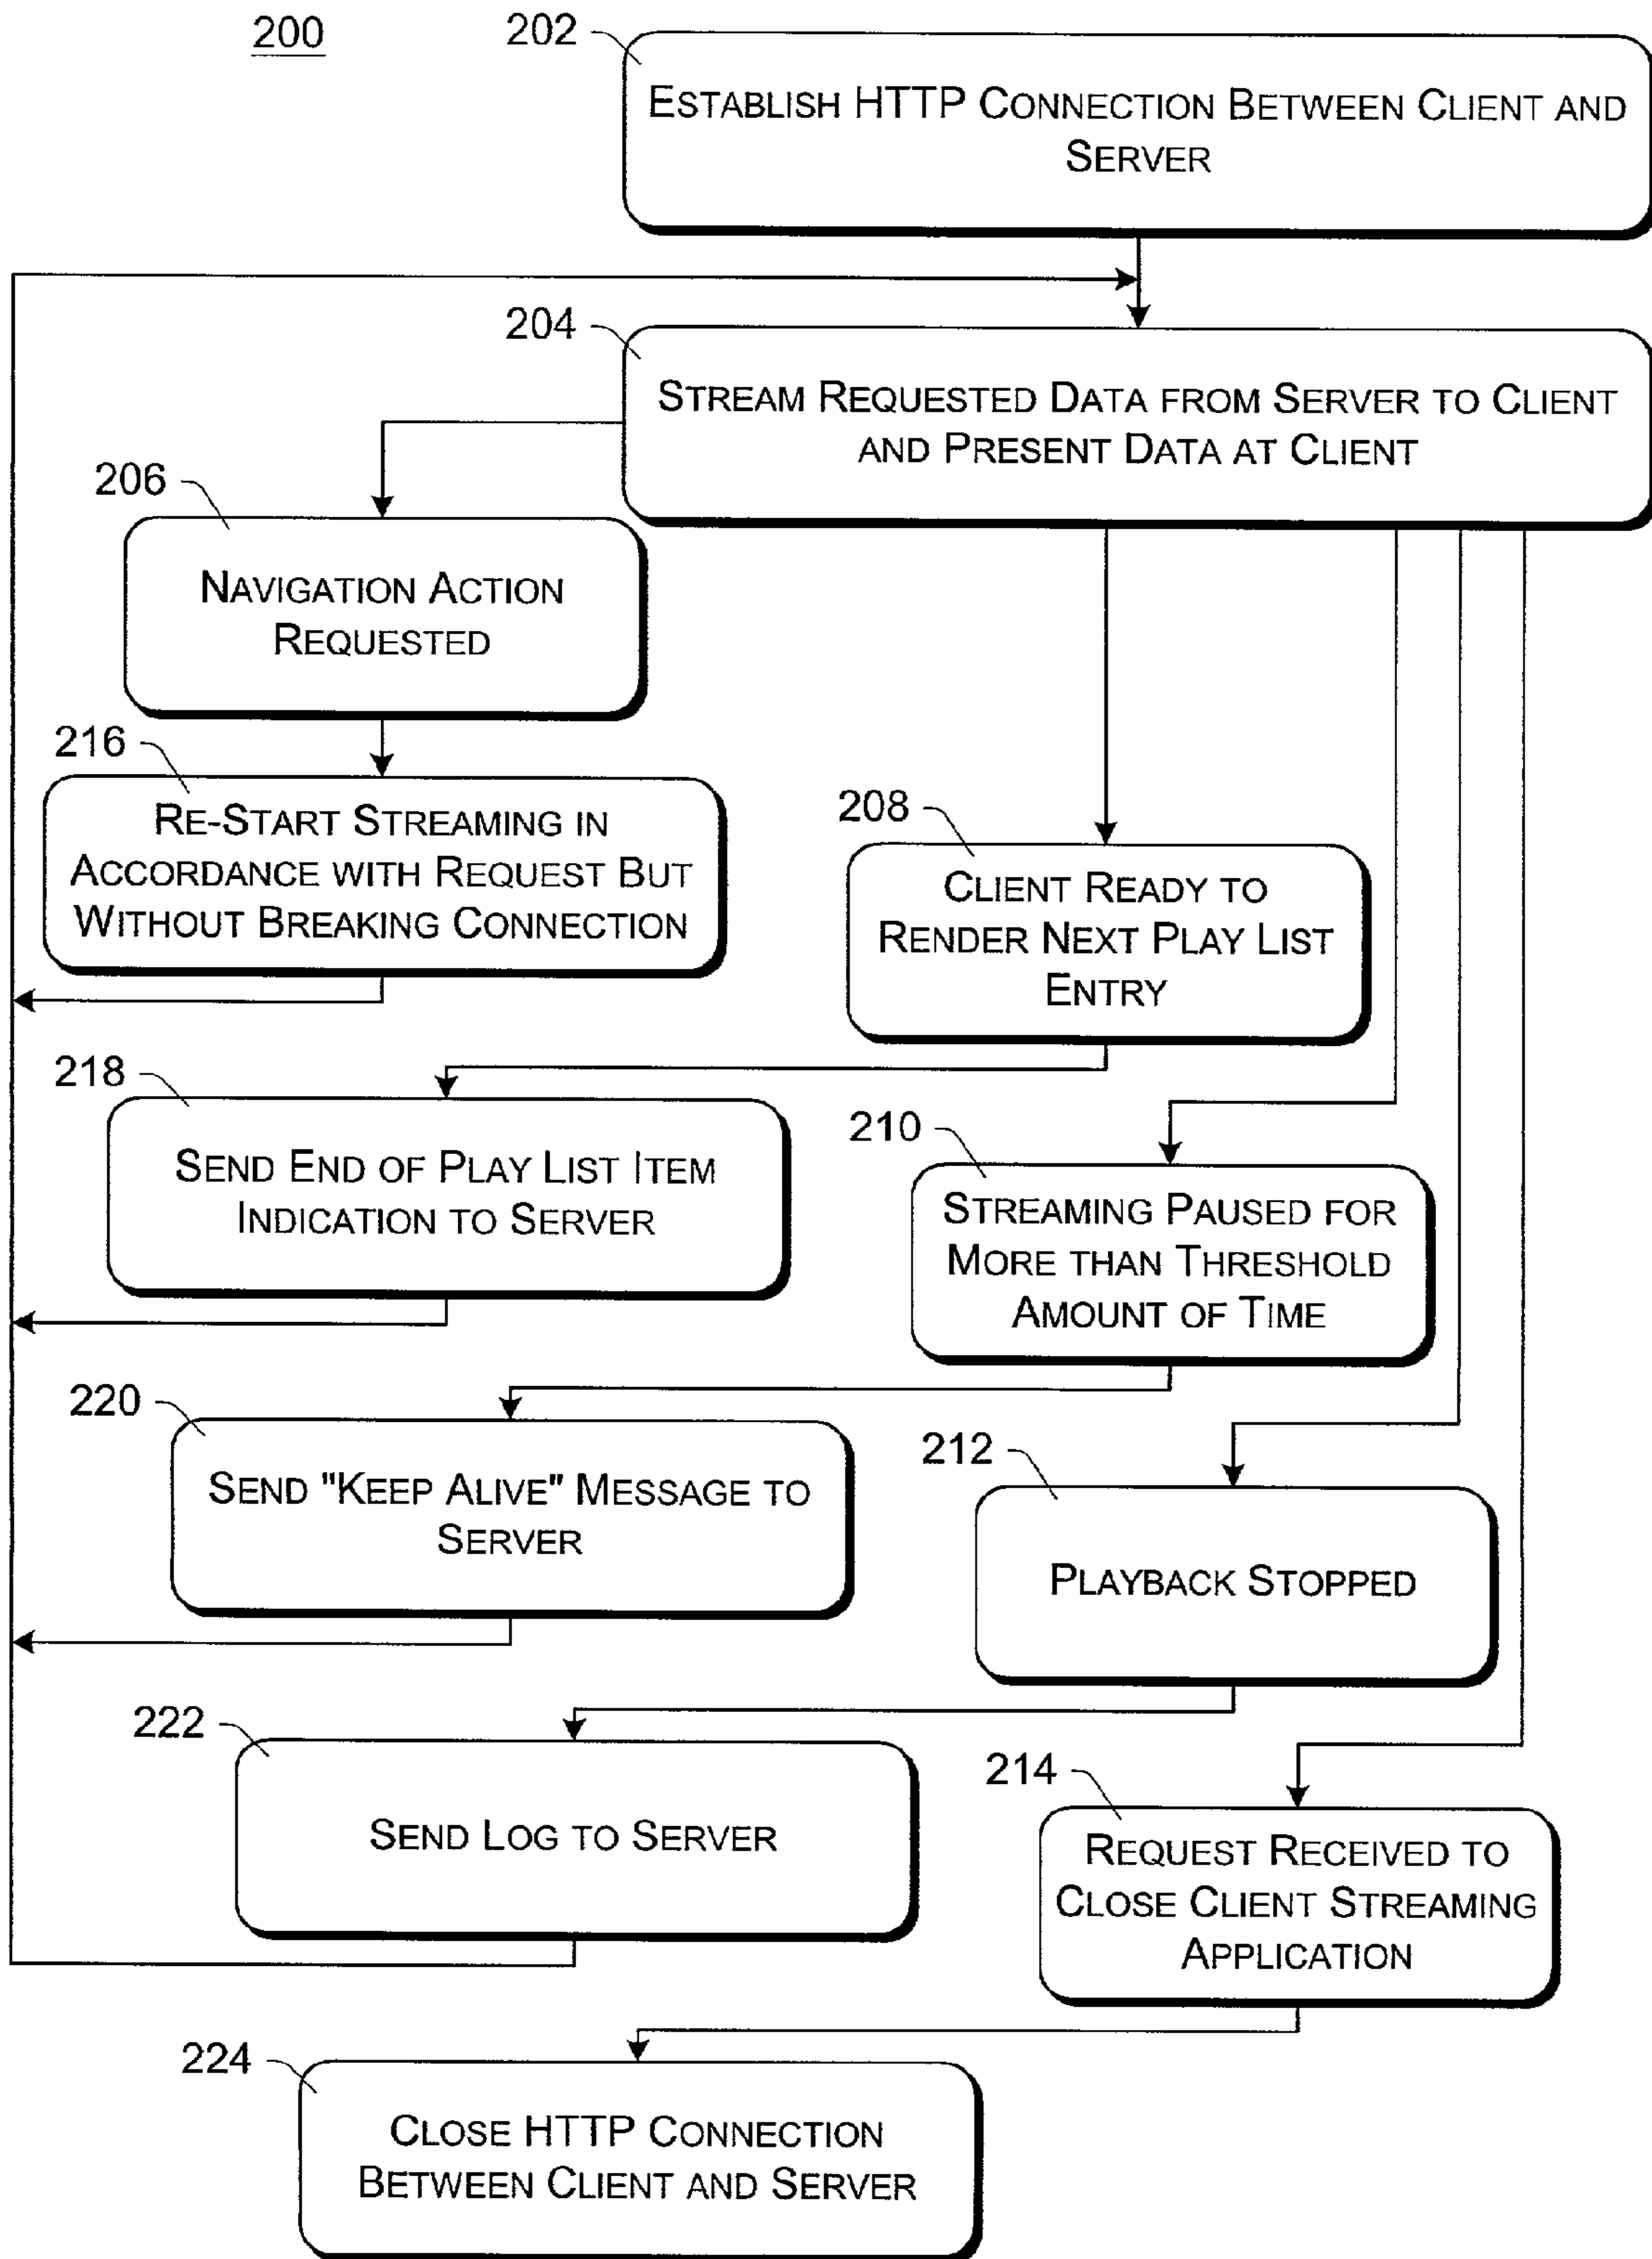 200
202
ESTABLISH HTTP CONNECTION BETWEEN CLIENT AND
SERVER
204
STREAM REQUESTED DATA FROM SERVER TO CLIENT
AND PRESENT DATA AT CLIENT
206
NAVIGATION ACTION
REQUESTED
216
RE-START STREAMING IN
ACCORDANCE WITH REQUEST BUT
WITHOUT BREAKING CONNECTION
208
CLIENT READY TO
RENDER NEXT PLAY LIST
ENTRY
218
SEND END OF PLAY LIST ITEM
INDICATION TO SERVER
210
STREAMING PAUSED FOR
MORE THAN THRESHOLD
AMOUNT OF TIME
220
SEND "KEEP ALIVE" MESSAGE TO
SERVER
212
PLAYBACK STOPPED
222
SEND LOG TO SERVER
214
REQUEST RECEIVED TO
CLOSE CLIENT STREAMING
APPLICATION
224
CLOSE HTTP CONNECTION
BETWEEN CLIENT AND SERVER